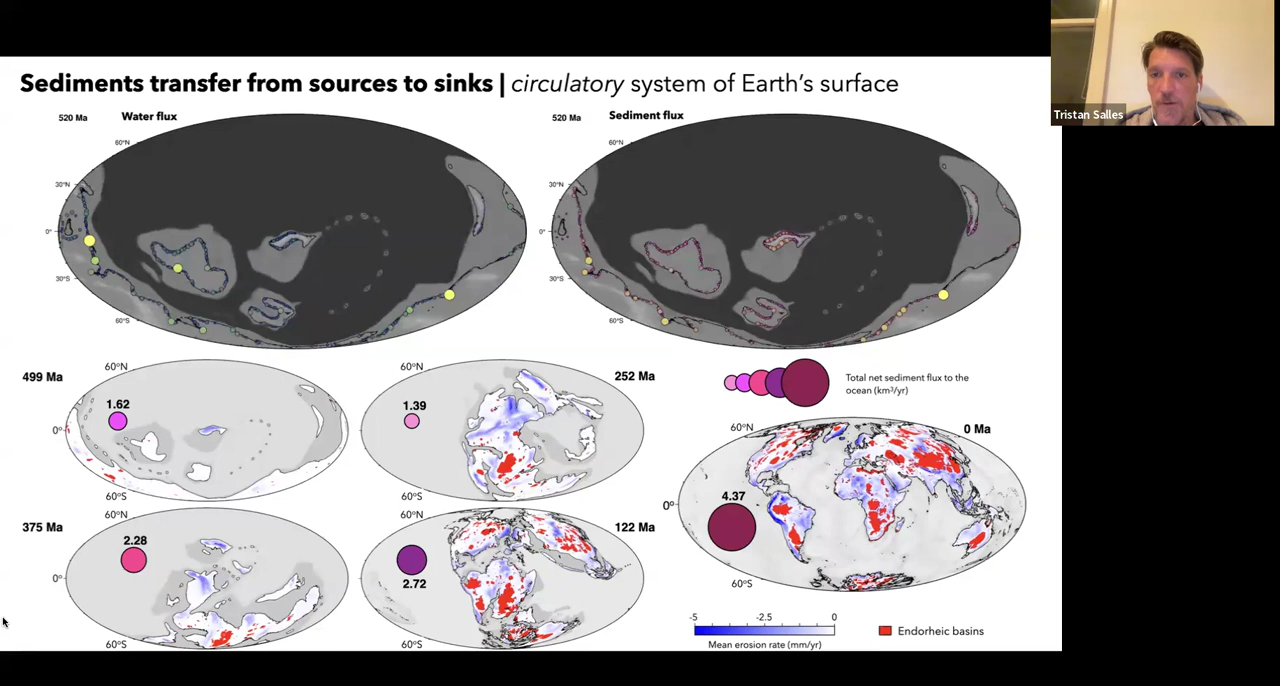 Tristan Salles
Sediments transfer from sources to sinks | circulatory system of Earth's surface
520 Ma
Water flux
60°N
30°N
0°
30°S
60°S
520 Ma
Sediment flux
60°N
30°N
0°
30°S
60°S
499 Ma
60°N
1.62
0°
60°S
60°N
252 Ma
1.39
0°
60°S
Total net sediment flux to the
ocean (km³/yr)
60°N
0 Ma
4.37
0°
60°S
375 Ma
60°N
2.28
0°
60°S
60°N
122 Ma
2.72
0°
60°S
-5
-2.5
0
Mean erosion rate (mm/yr)
Endorheic basins